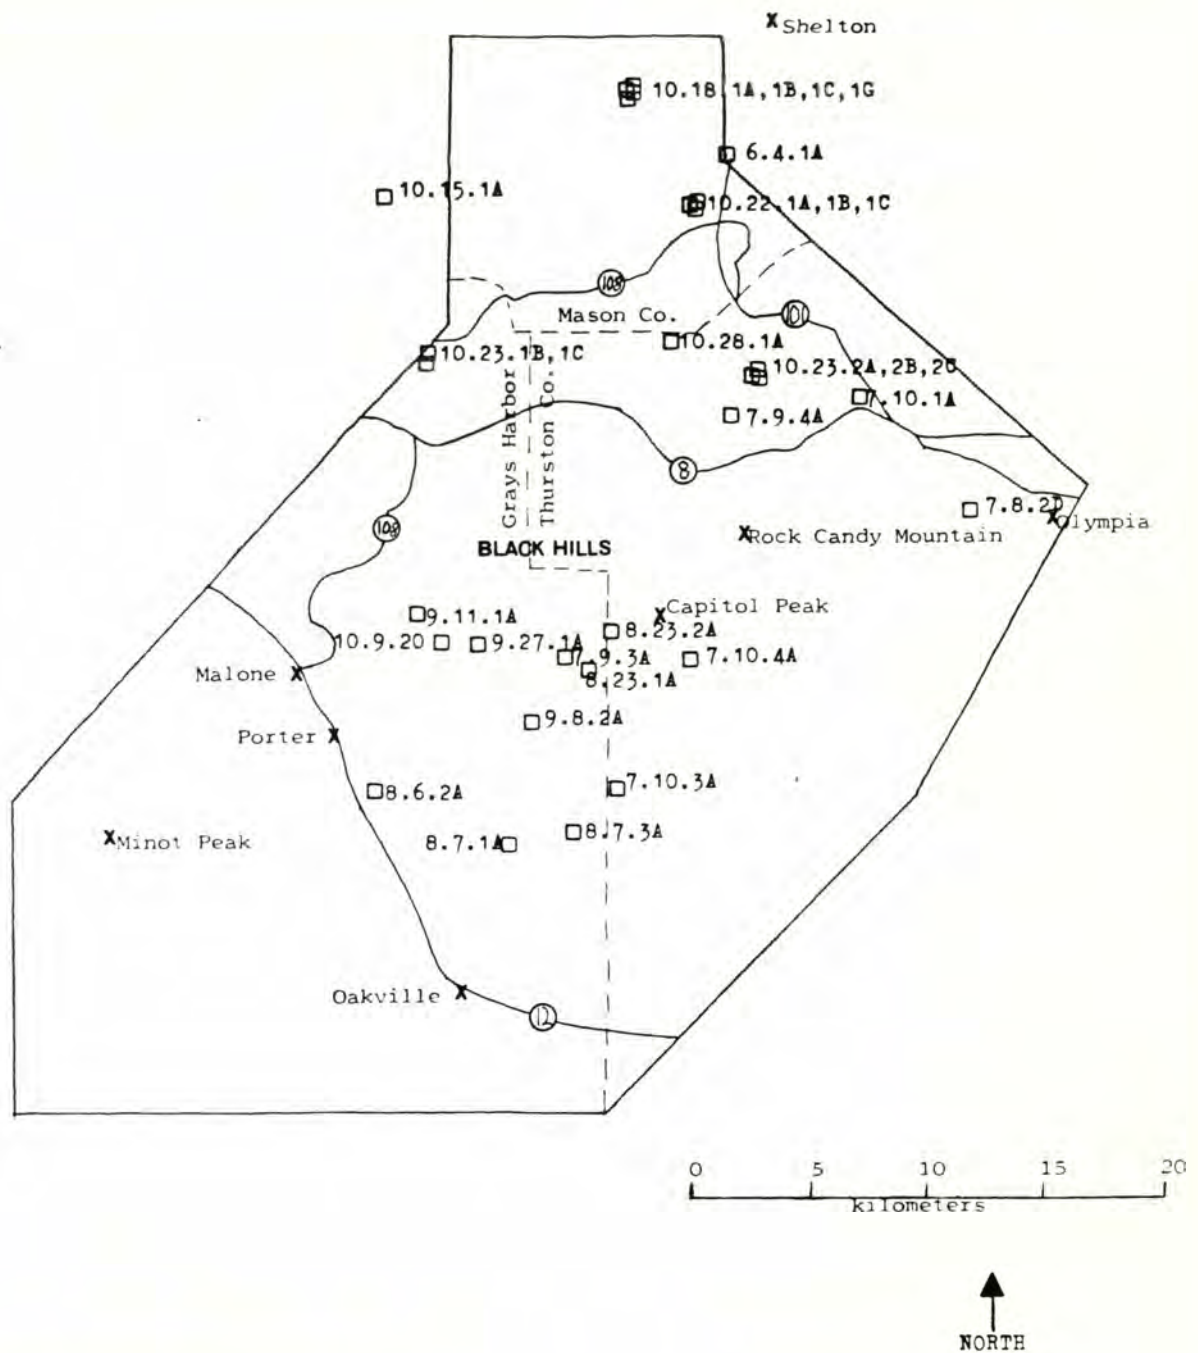 X Shelton
10.18.1A,1B,1C,1G
6.4.1A
10.15.1A
10.22.1A,1B,1C
108
Mason Co.
101
10.28.1A
10.23.1B,1C
10.23.2A,2B,2C
7.10.1A
7.9.4A
Grays Harbor
Thurston Co.
8
7.8.2D
X Olympia
108
X Rock Candy Mountain
BLACK HILLS
X Capitol Peak
9.11.1A
8.23.2A
10.9.20
9.27.1A
7.9.3A
7.10.4A
8.23.1A
Malone X
9.8.2A
Porter X
7.10.3A
8.6.2A
8.7.3A
X Minot Peak
8.7.1A
Oakville X
12
0 5 10 15 20
kilometers
NORTH